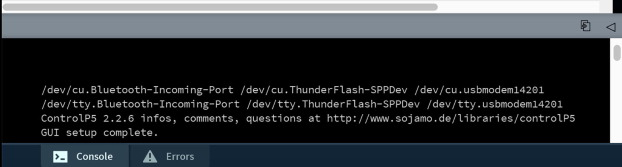 /dev/cu.Bluetooth-Incoming-Port /dev/cu.ThunderFlash-SPPDev /dev/cu.usbmodem14201
/dev/tty.Bluetooth-Incoming-Port /dev/tty.ThunderFlash-SPPDev /dev/tty.usbmodem14201
ControlP5 2.2.6 infos, comments, questions at http://www.sojamo.de/libraries/controlP5
GUI setup complete.
Console
Errors